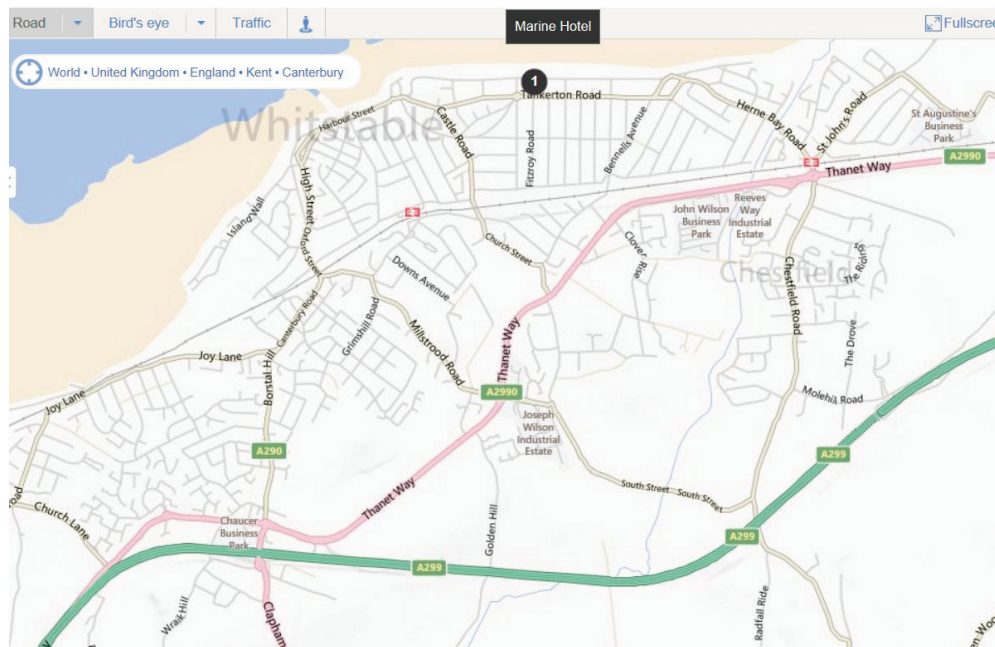 Road
Bird's eye
Traffic
Marine Hotel
Fullscree
World • United Kingdom • England • Kent • Canterbury
1
Tankerton Road
Whitstable
Harbour Street
Castle Road
Herne Bay Road
St John's Road
St Augustine's
Business
Park
Fitzroy Road
Bennells Avenue
A2990
Thanet Way
High Street
Oxford Street
Island Wall
John Wilson
Business
Park
Reeves
Way
Industrial
Estate
Church Street
Clover Rise
Chestfield
The Ridings
Downs Avenue
Chestfield Road
Canterbury Road
Grimshill Road
Millstrood Road
Thanet Way
The Drove
Joy Lane
Borstal Hill
Joy Lane
A2990
Molehill Road
Joseph
Wilson
Industrial
Estate
A290
A299
South Street
South Street
Thanet Way
Road
Church Lane
Chaucer
Business
Park
Golden Hill
A299
A299
Wraik Hill
Clapham
Radfall Ride